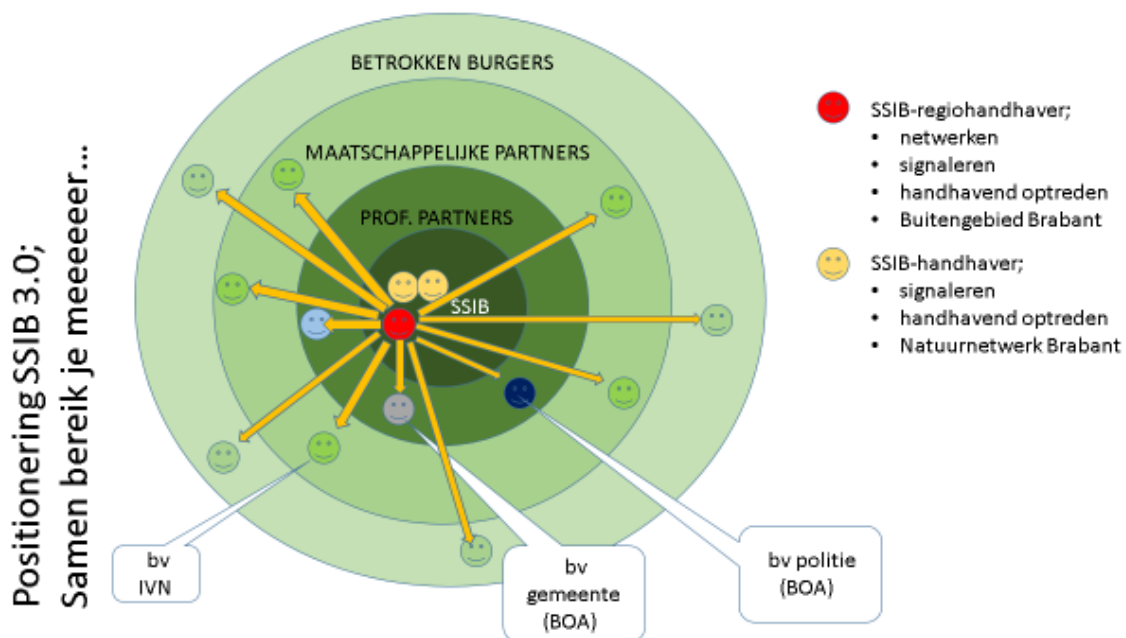 Positionering SSIB 3.0;
Samen bereik je meeeeeer...
BETROKKEN BURGERS
MAATSCHAPPELIJKE PARTNERS
PROF. PARTNERS
SSIB
bv
IVN
bv
gemeente
(BOA)
bv politie
(BOA)
SSIB-regiohandhaver;
• netwerken
• signaleren
• handhavend optreden
• Buitengebied Brabant
SSIB-handhaver;
• signaleren
• handhavend optreden
• Natuurnetwerk Brabant